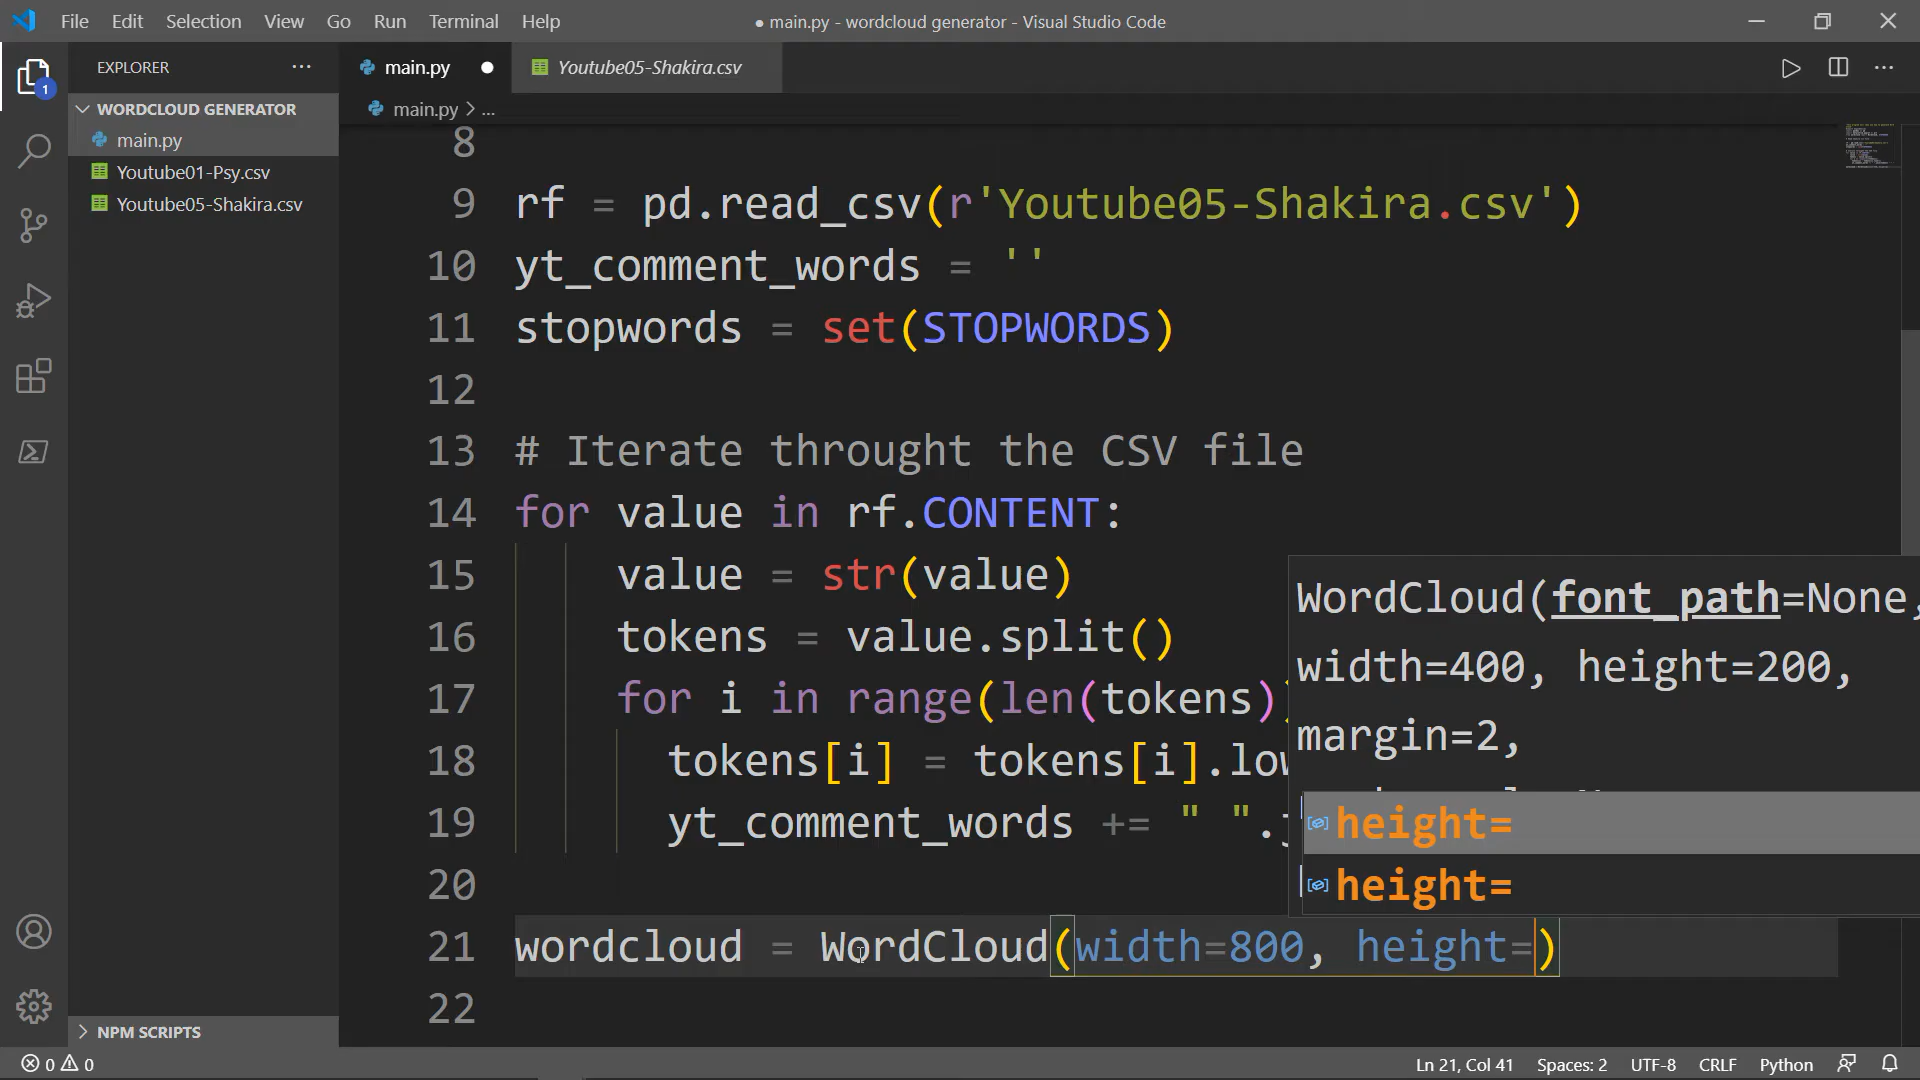 File Edit Selection View Go Run Terminal Help
● main.py - wordcloud generator - Visual Studio Code
EXPLORER
main.py
Youtube05-Shakira.csv
1
WORDCLOUD GENERATOR
main.py > ...
main.py
Youtube01-Psy.csv
Youtube05-Shakira.csv
8
9 rf = pd.read_csv(r'Youtube05-Shakira.csv')
10 yt_comment_words = ''
11 stopwords = set(STOPWORDS)
12
13 # Iterate throught the CSV file
14 for value in rf.CONTENT:
15 value = str(value)
16 tokens = value.split()
17 for i in range(len(tokens))
18 tokens[i] = tokens[i].low
19 yt_comment_words += " ".j
20
21 wordcloud = WordCloud(width=800, height=)
22
WordCloud(font_path=None,
width=400, height=200,
margin=2,
height=
height=
NPM SCRIPTS
0 0
Ln 21, Col 41 Spaces: 2 UTF-8 CRLF Python